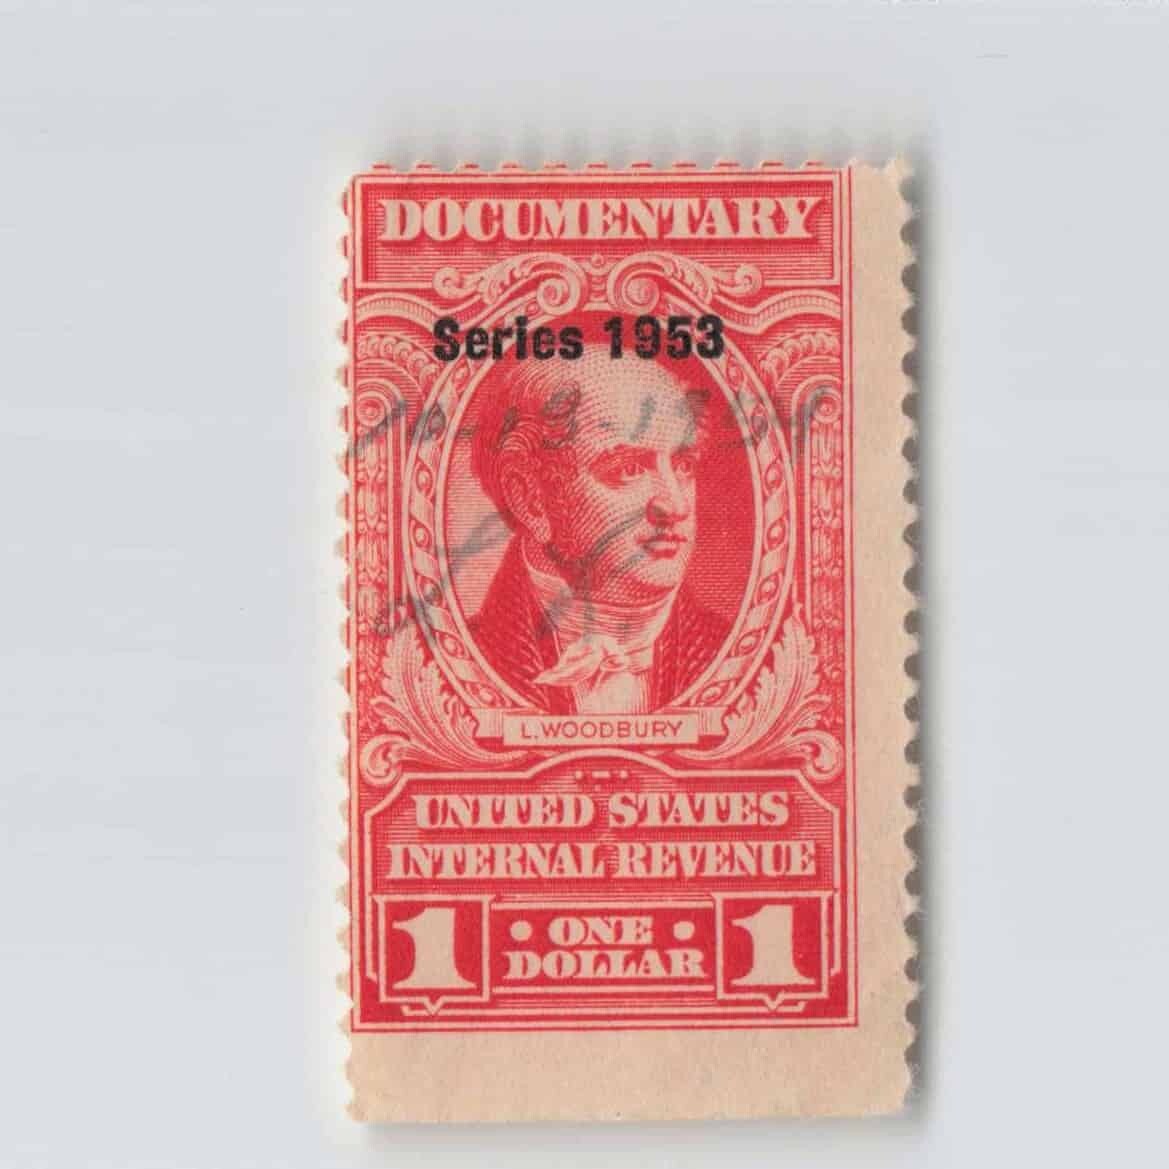 DOCUMENTARY
Series 1953
L.WOODBURY
UNITED STATES
INTERNAL REVENUE
1 • ONE • 1
DOLLAR